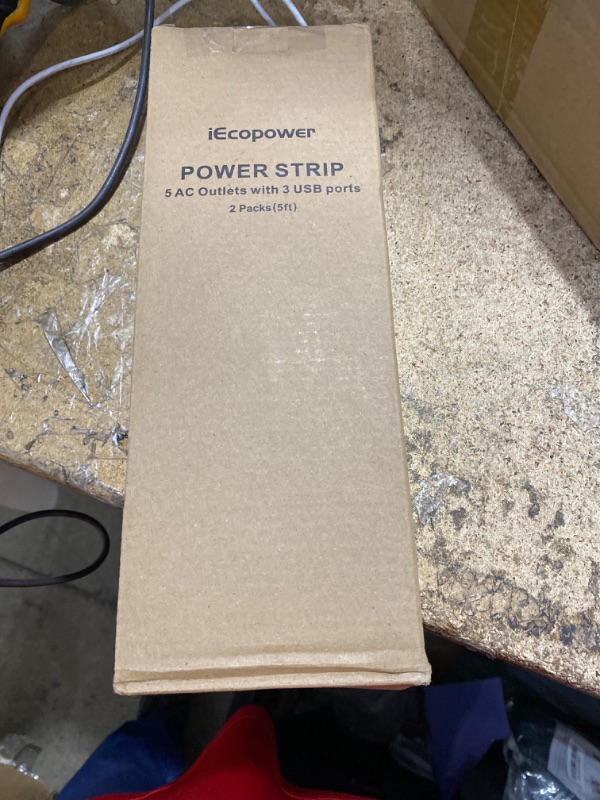 iEcopower
POWER STRIP
5 AC Outlets with 3 USB ports
2 Packs(5ft)